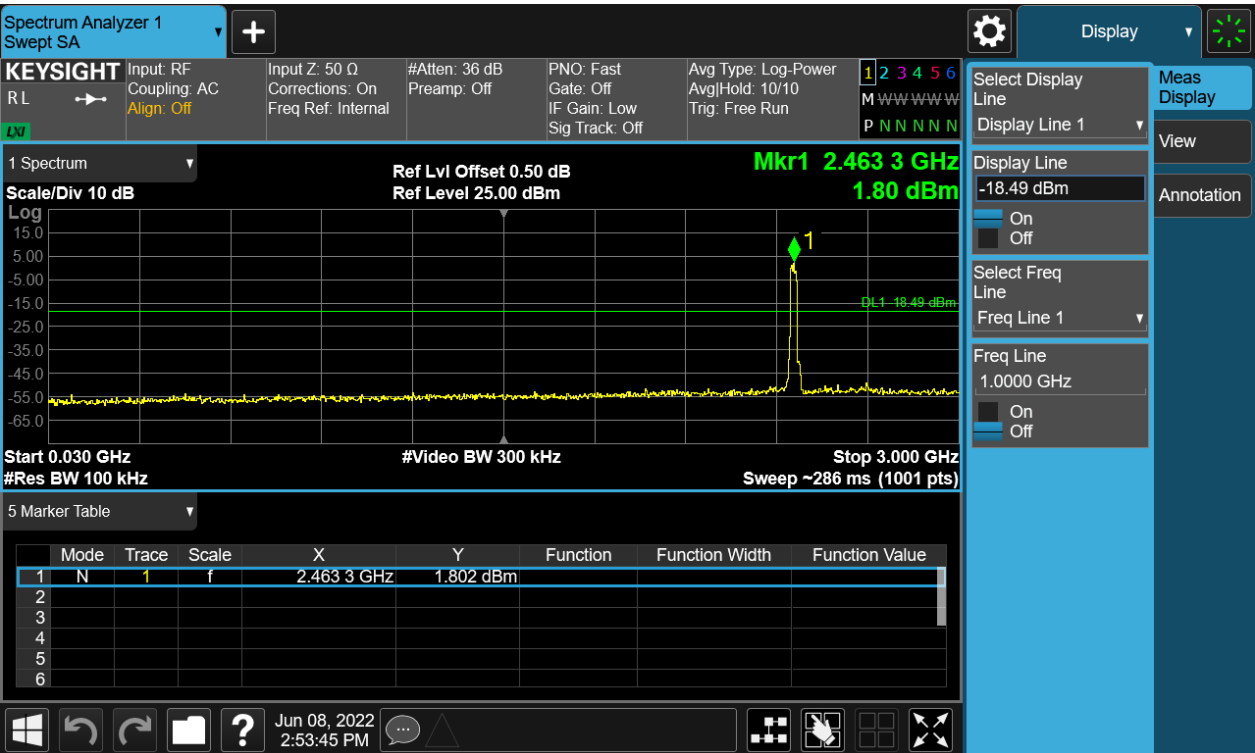 Spectrum Analyzer 1
Swept SA
Display
KEYSIGHT
R L
LXI
Input: RF
Coupling: AC
Align: Off
Input Z: 50 Ω
Corrections: On
Freq Ref: Internal
#Atten: 36 dB
Preamp: Off
PNO: Fast
Gate: Off
IF Gain: Low
Sig Track: Off
Avg Type: Log-Power
Avg|Hold: 10/10
Trig: Free Run
1 2 3 4 5 6
M W W W W W W
P N N N N N N
1 Spectrum
Scale/Div 10 dB
Ref Lvl Offset 0.50 dB
Ref Level 25.00 dBm
Mkr1 2.463 3 GHz
1.80 dBm
Log
15.0
5.00
-5.00
-15.0
-25.0
-35.0
-45.0
-55.0
-65.0
1
DL1 -18.49 dBm
Start 0.030 GHz
#Res BW 100 kHz
#Video BW 300 kHz
Stop 3.000 GHz
Sweep ~286 ms (1001 pts)
5 Marker Table
Mode Trace Scale X Y Function Function Width Function Value
1 N 1 f 2.463 3 GHz 1.802 dBm
2
3
4
5
6
Select Display
Line
Display Line 1
Display Line
-18.49 dBm
On
Off
Select Freq
Line
Freq Line 1
Freq Line
1.0000 GHz
On
Off
Meas
Display
View
Annotation
?
Jun 08, 2022
2:53:45 PM